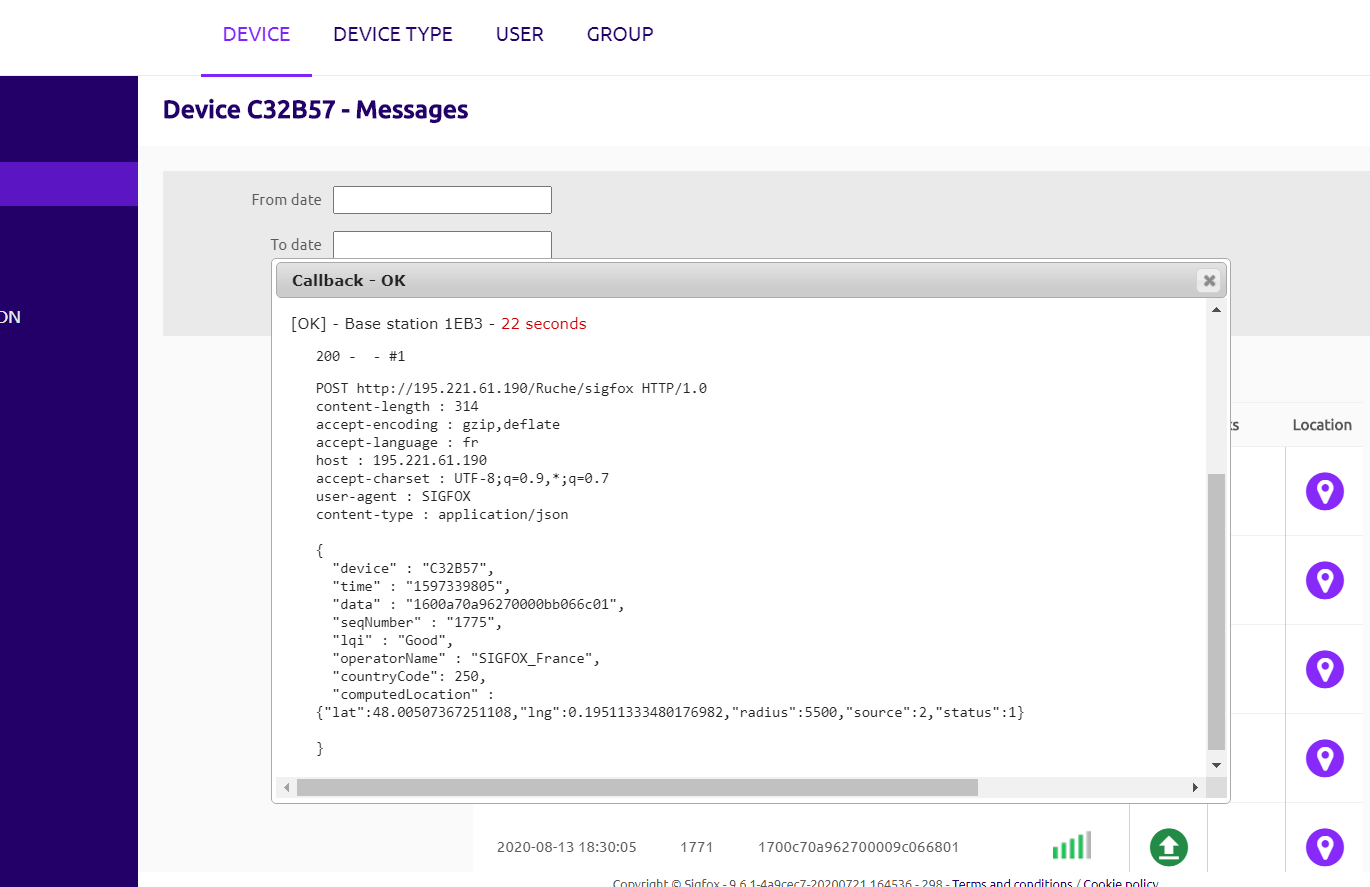 DEVICE DEVICE TYPE USER GROUP
Device C32B57 - Messages
From date
To date
ON
Callback - OK
[OK] - Base station 1EB3 - 22 seconds
200 -  - #1
POST http://195.221.61.190/Ruche/sigfox HTTP/1.0
content-length : 314
accept-encoding : gzip,deflate
accept-language : fr
host : 195.221.61.190
accept-charset : UTF-8;q=0.9,*;q=0.7
user-agent : SIGFOX
content-type : application/json
{
"device" : "C32B57",
"time" : "1597339805",
"data" : "1600a70a96270000bb066c01",
"seqNumber" : "1775",
"lqi" : "Good",
"operatorName" : "SIGFOX_France",
"countryCode": 250,
"computedLocation" :
{"lat":48.00507367251108,"lng":0.19511333480176982,"radius":5500,"source":2,"status":1}
}
Location
2020-08-13 18:30:05 1771 1700c70a962700009c066801
Copyright © Sigfox - 9.6.1-4a9cec7-20200721.164536 - 298 - Terms and conditions / Cookie policy